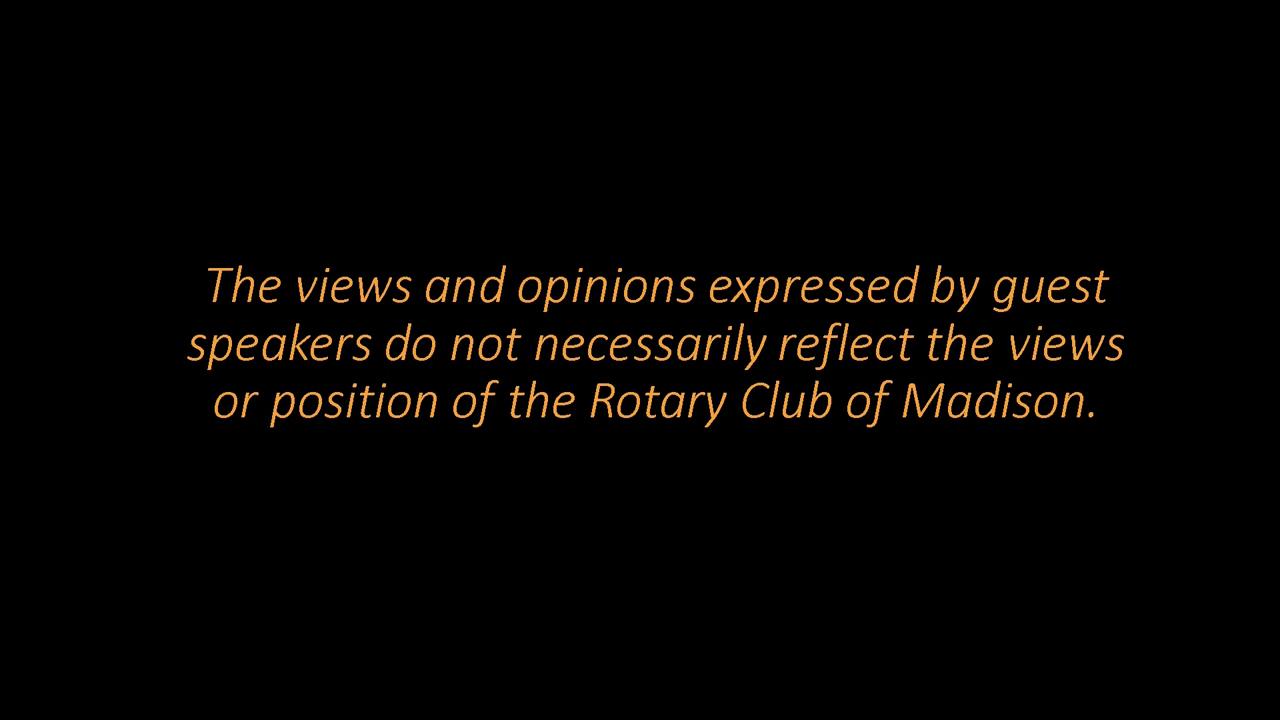 The views and opinions expressed by guest
speakers do not necessarily reflect the views
or position of the Rotary Club of Madison.